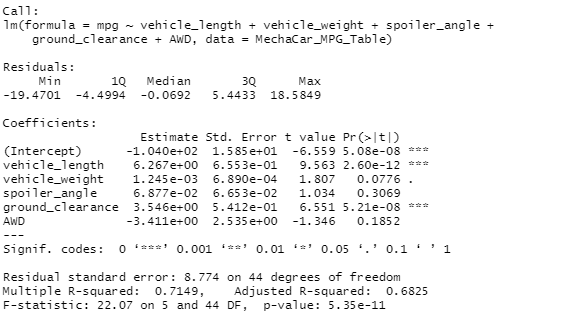 Call:
lm(formula = mpg ~ vehicle_length + vehicle_weight + spoiler_angle +
    ground_clearance + AWD, data = MechaCar_MPG_Table)
Residuals:
     Min       1Q   Median       3Q      Max
-19.4701  -4.4994  -0.0692   5.4433  18.5849
Coefficients:
                   Estimate Std. Error t value Pr(>|t|)
(Intercept)      -1.040e+02  1.585e+01  -6.559 5.08e-08 ***
vehicle_length    6.267e+00  6.553e-01   9.563 2.60e-12 ***
vehicle_weight    1.245e-03  6.890e-04   1.807   0.0776 .
spoiler_angle     6.877e-02  6.653e-02   1.034   0.3069
ground_clearance  3.546e+00  5.412e-01   6.551 5.21e-08 ***
AWD              -3.411e+00  2.535e+00  -1.346   0.1852
---
Signif. codes:  0 ‘***’ 0.001 ‘**’ 0.01 ‘*’ 0.05 ‘.’ 0.1 ‘ ’ 1
Residual standard error: 8.774 on 44 degrees of freedom
Multiple R-squared:  0.7149,	Adjusted R-squared:  0.6825
F-statistic: 22.07 on 5 and 44 DF,  p-value: 5.35e-11